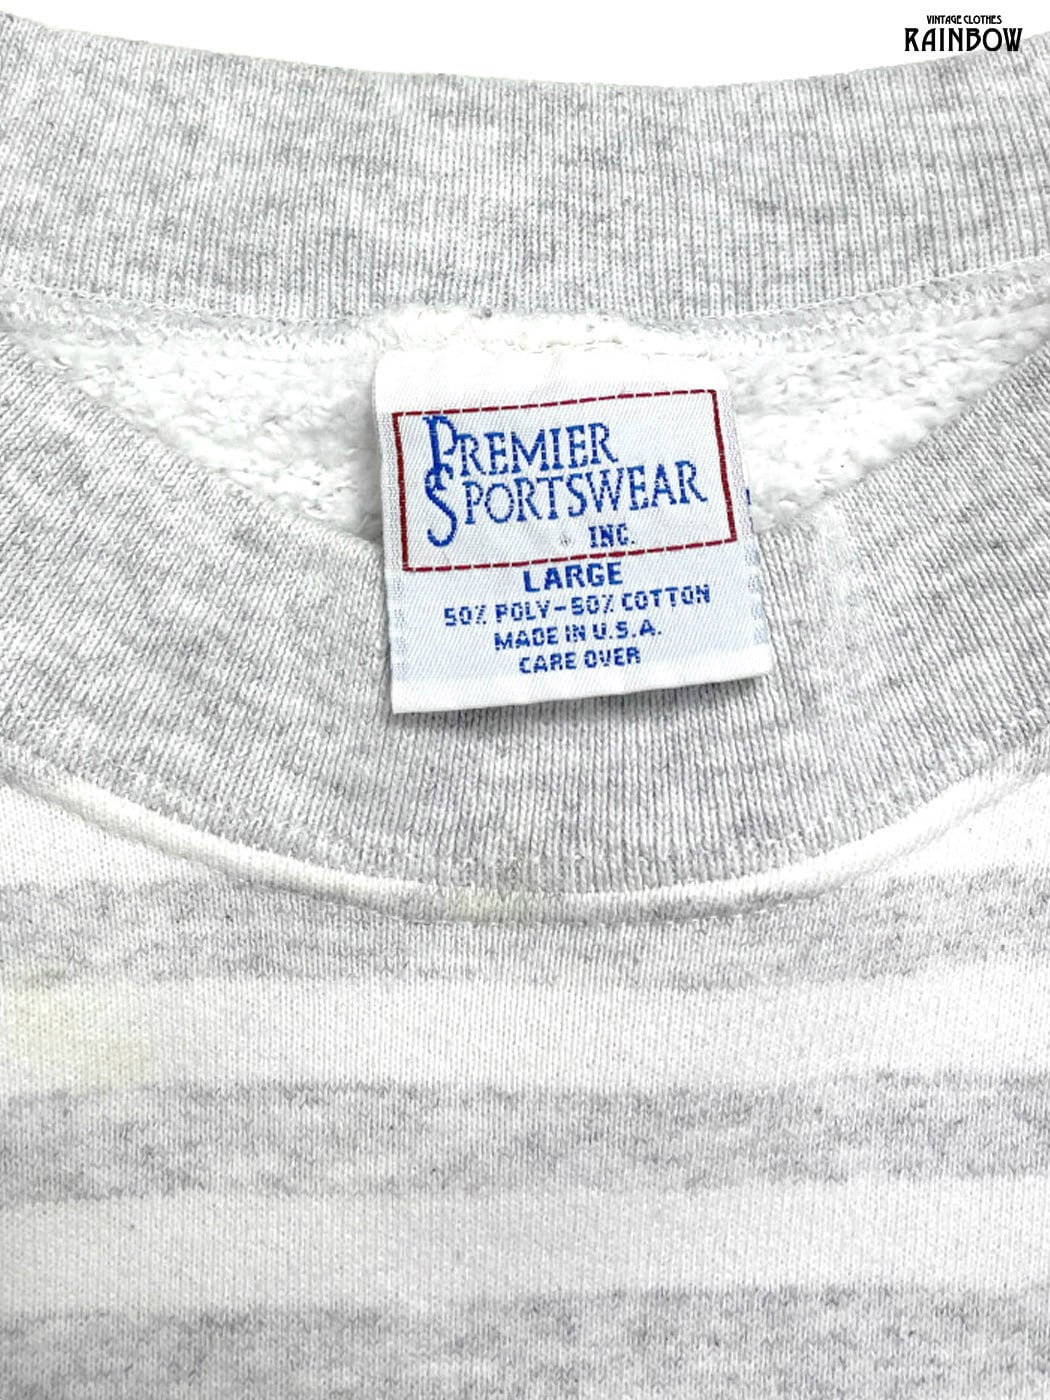 VINTAGE CLOTHES
RAINBOW
PREMIER
SPORTSWEAR
INC.
LARGE
50% POLY-50% COTTON
MADE IN U.S.A.
CARE OVER